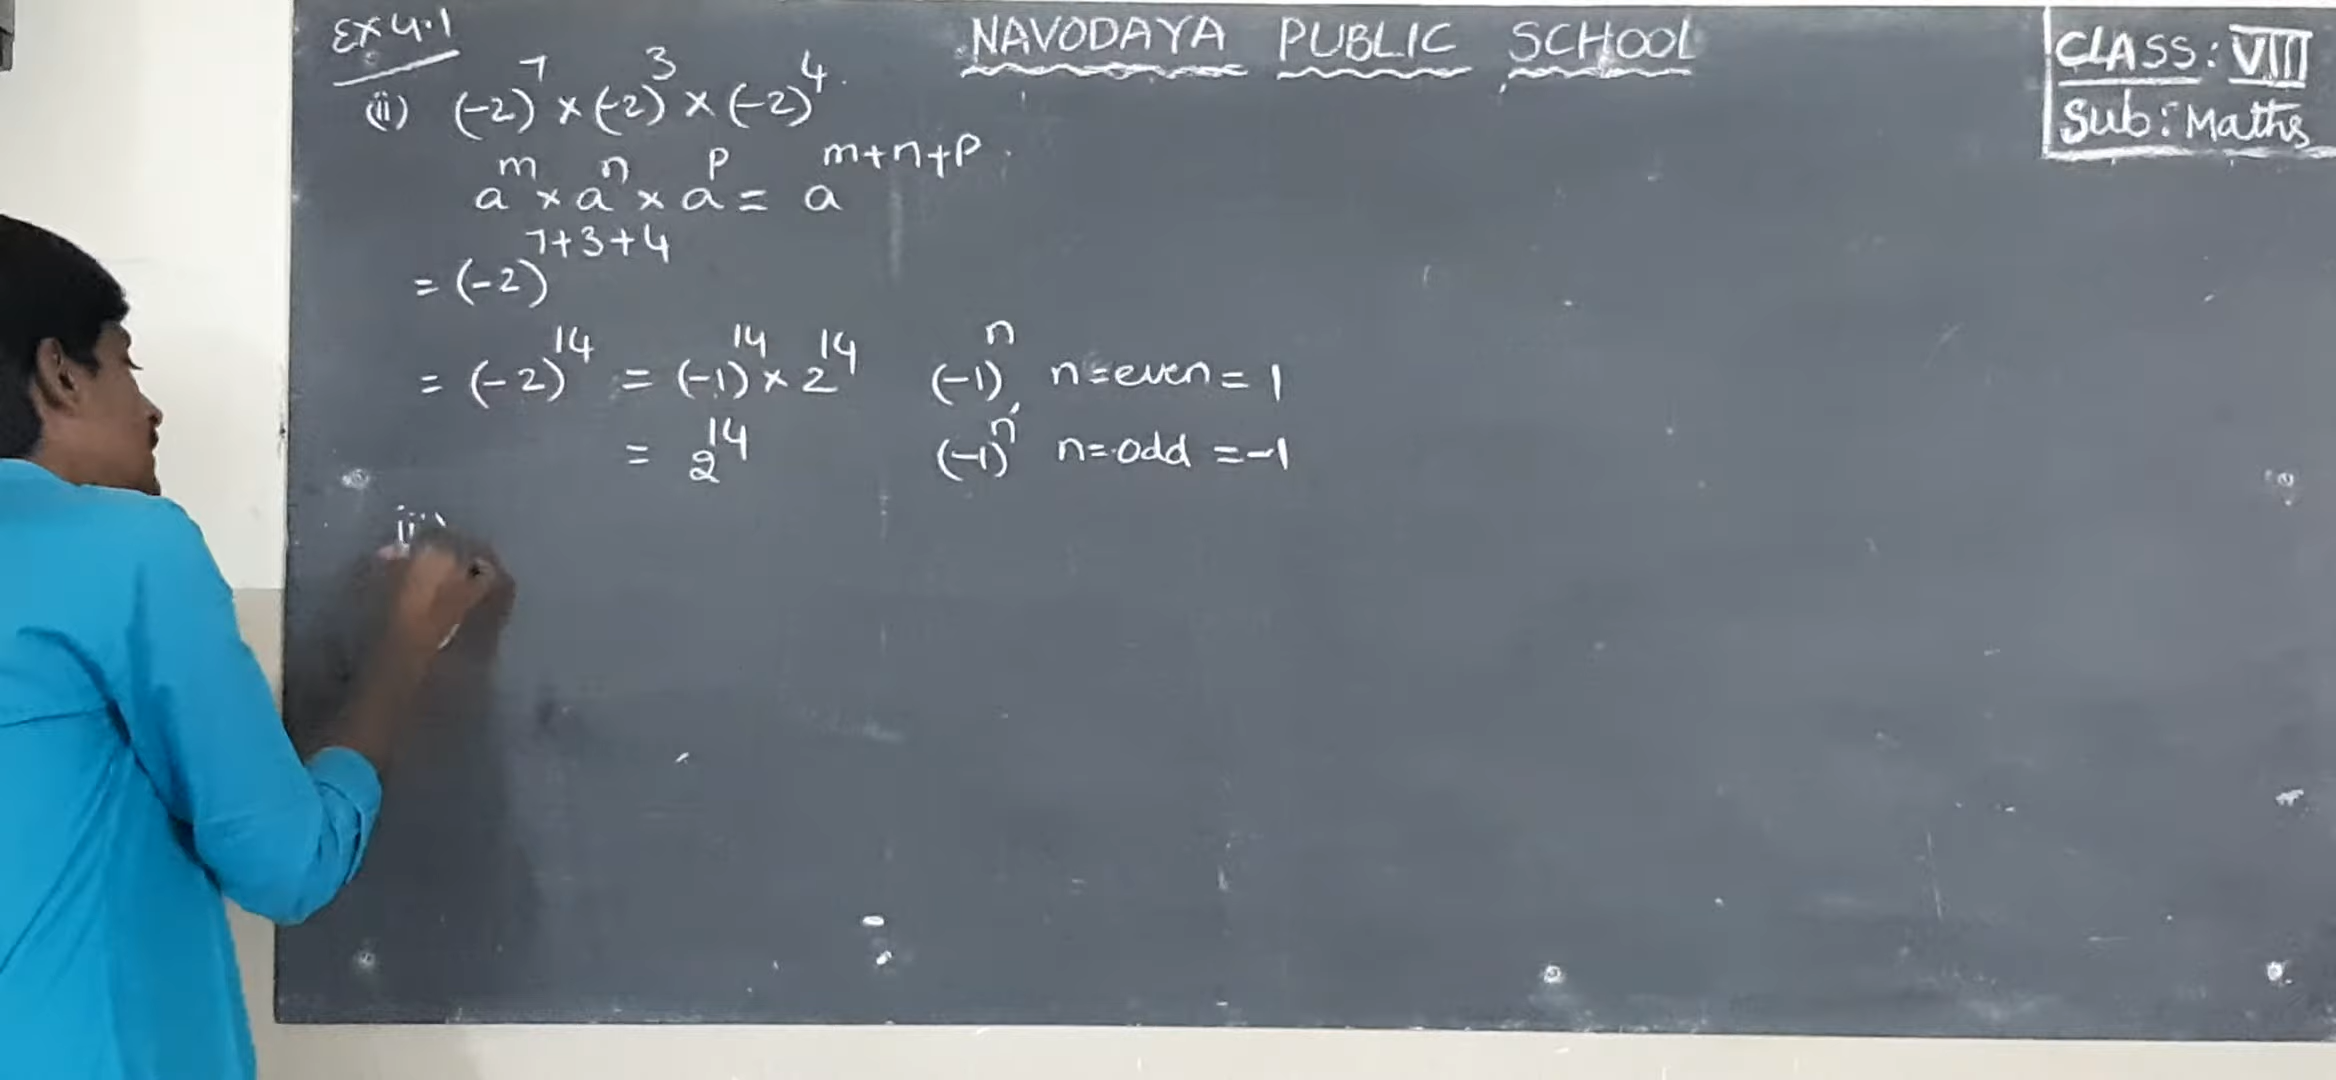 NAVODAYA PUBLIC SCHOOL
CLASS: VIII
Sub: Maths
Ex 4.1
(ii) (-2)^7 × (-2)^3 × (-2)^4.
a^m × a^n × a^p = a^(m+n+p).
= (-2)^(7+3+4)
= (-2)^14 = (-1)^14 × 2^14 (-1)^n n=even = 1
= 2^14 (-1)^n n=odd = -1